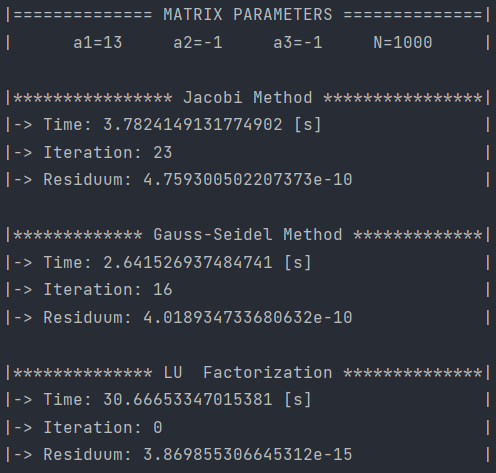 |============== MATRIX PARAMETERS ==============|
|      a1=13     a2=-1     a3=-1     N=1000     |
|**************** Jacobi Method ****************|
|-> Time: 3.7824149131774902 [s]                |
|-> Iteration: 23                               |
|-> Residuum: 4.759300502207373e-10             |
|************* Gauss-Seidel Method *************|
|-> Time: 2.641526937484741 [s]                 |
|-> Iteration: 16                               |
|-> Residuum: 4.018934733680632e-10             |
|************** LU  Factorization **************|
|-> Time: 30.66653347015381 [s]                 |
|-> Iteration: 0                                |
|-> Residuum: 3.869855306645312e-15             |